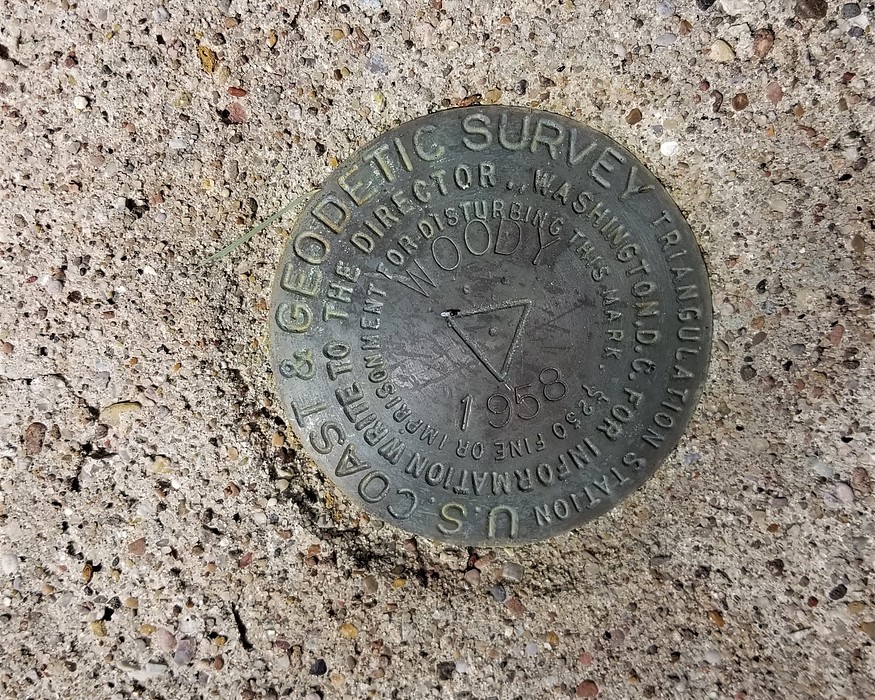 U.S. COAST & GEODETIC SURVEY TRIANGULATION STATION
FOR INFORMATION WRITE TO THE DIRECTOR.. WASHINGTON, D.C.
$250 FINE OR IMPRISONMENT FOR DISTURBING THIS MARK.
WOODY
1958